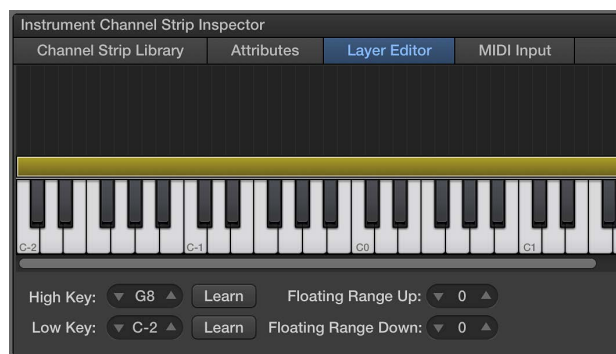 Instrument Channel Strip Inspector
Channel Strip Library Attributes Layer Editor MIDI Input
C-2 C-1 C0 C1
High Key: G8 Learn Floating Range Up: 0
Low Key: C-2 Learn Floating Range Down: 0